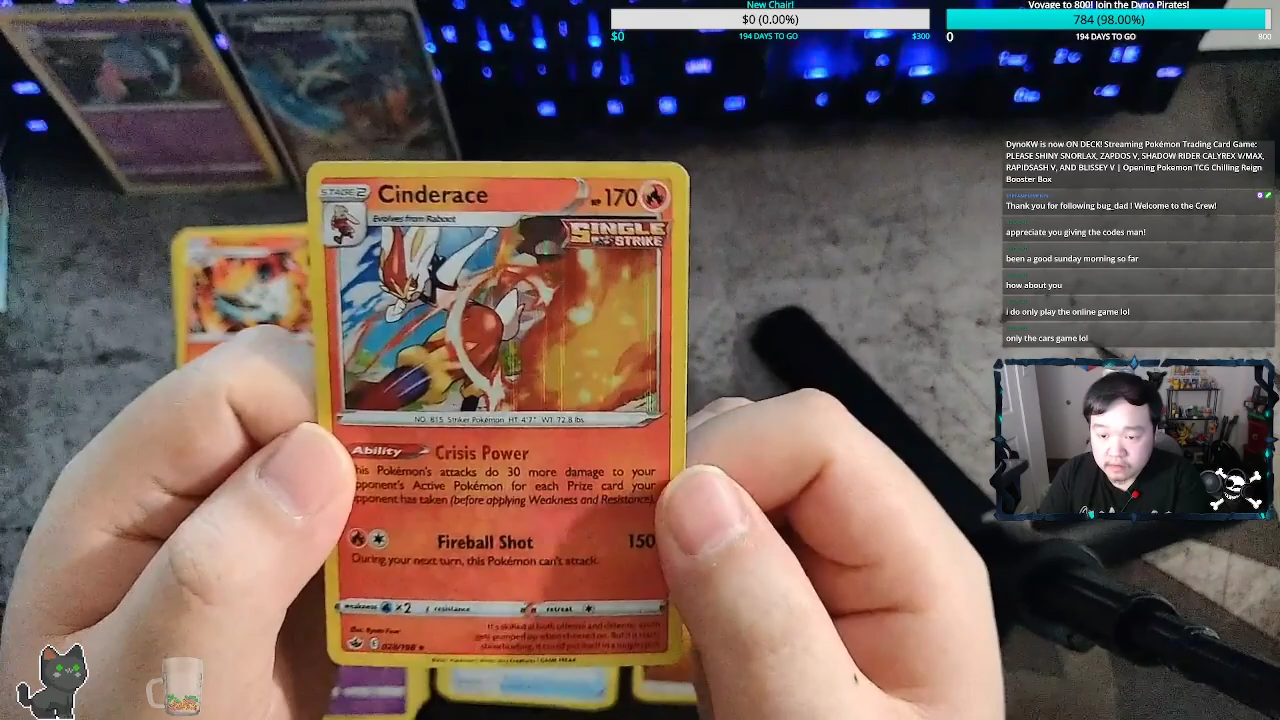 New Chair!
$0 (0.00%)
$0
194 DAYS TO GO
$300
Voyage to 800! Join the Dyno Pirates!
784 (98.00%)
0
194 DAYS TO GO
800
DynoKW is now ON DECK! Streaming Pokémon Trading Card Game:
PLEASE SHINY SNORLAX, ZAPDOS V, SHADOW RIDER CALYREX V/MAX,
RAPIDSASH V, AND BLISSEY V | Opening Pokemon TCG Chilling Reign
Booster Box
Thank you for following bug_dad ! Welcome to the Crew!
appreciate you giving the codes man!
been a good sunday morning so far
how about you
i do only play the online game lol
only the cars game lol
STAGE 2
Cinderace
HP 170
Evolves from Raboot
SINGLE
STRIKE
NO. 815 Striker Pokémon HT: 4'7" WT: 72.8 lbs.
Ability
Crisis Power
his Pokémon's attacks do 30 more damage to your
pponent's Active Pokémon for each Prize card your
pponent has taken (before applying Weakness and Resistance).
Fireball Shot 150
During your next turn, this Pokémon can't attack.
weakness ×2 resistance retreat
Illus. Ryota
028/198